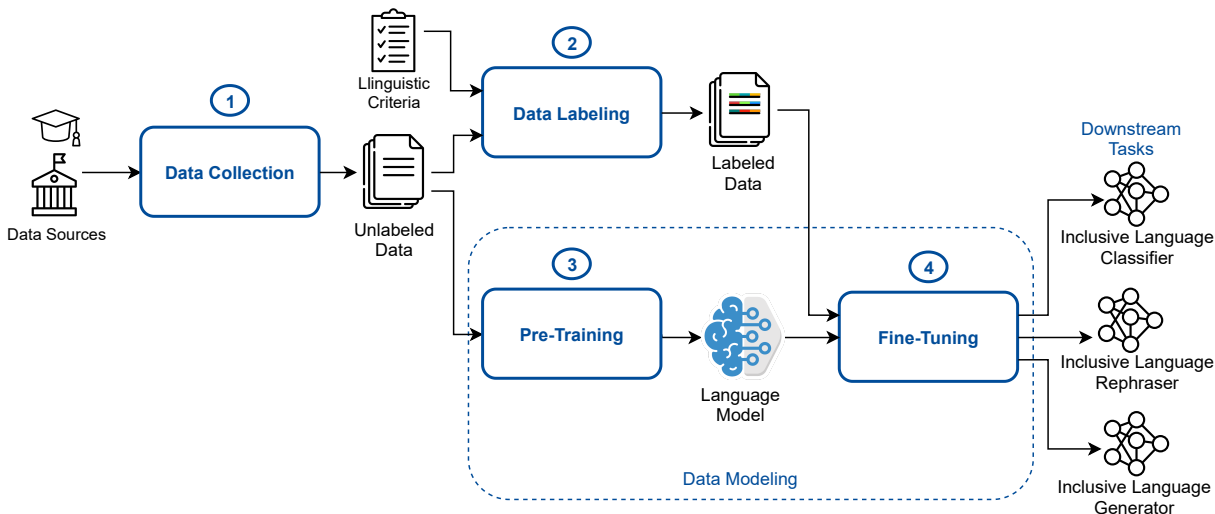 1
Data Collection
Data Sources
Llinguistic
Criteria
Unlabeled
Data
2
Data Labeling
Labeled
Data
3
Pre-Training
Language
Model
4
Fine-Tuning
Data Modeling
Downstream
Tasks
Inclusive Language
Classifier
Inclusive Language
Rephraser
Inclusive Language
Generator